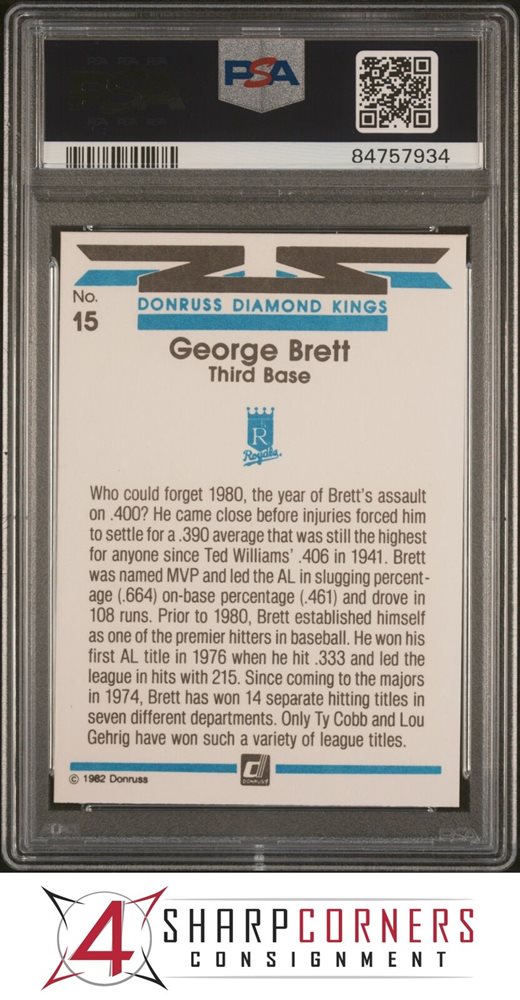 PSA
84757934
No.
15
DONRUSS DIAMOND KINGS
George Brett
Third Base
R
Royals.
Who could forget 1980, the year of Brett's assault
on .400? He came close before injuries forced him
to settle for a .390 average that was still the highest
for anyone since Ted Williams' .406 in 1941. Brett
was named MVP and led the AL in slugging percent-
age (.664) on-base percentage (.461) and drove in
108 runs. Prior to 1980, Brett established himself
as one of the premier hitters in baseball. He won his
first AL title in 1976 when he hit .333 and led the
league in hits with 215. Since coming to the majors
in 1974, Brett has won 14 separate hitting titles in
seven different departments. Only Ty Cobb and Lou
Gehrig have won such a variety of league titles.
© 1982 Donruss
DONRUSS
PSA
4 SHARPCORNERS
CONSIGNMENT